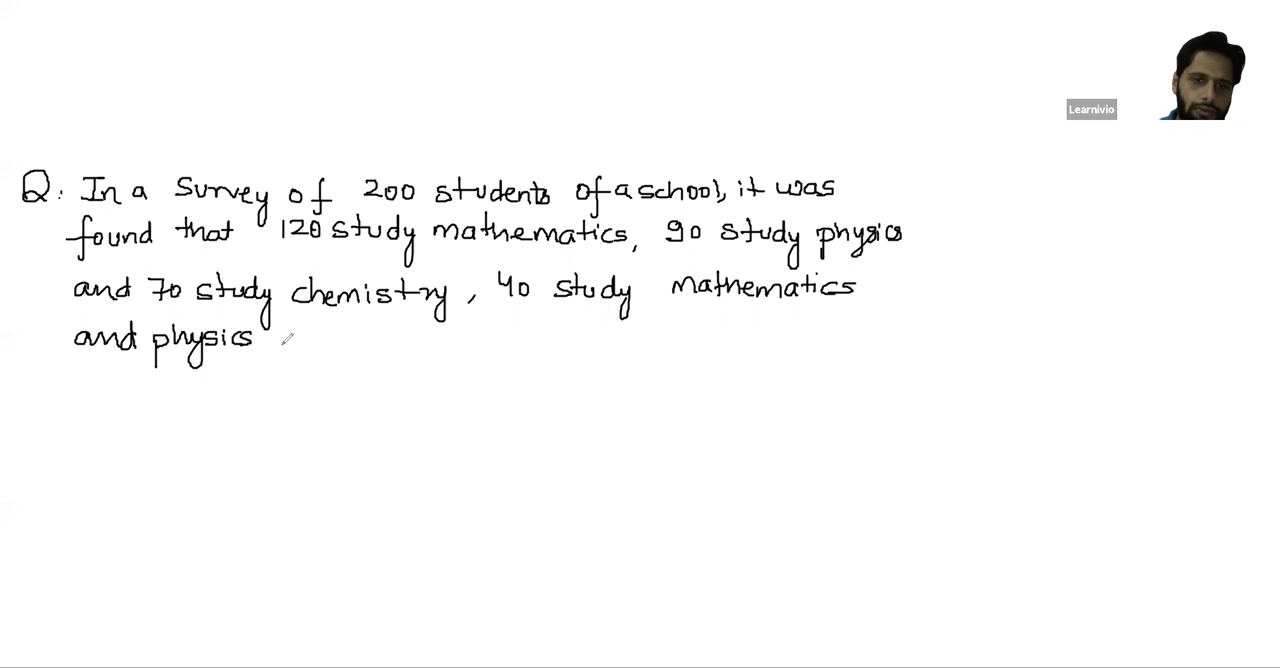 Learnivio
Q. In a survey of 200 students of a school, it was
found that 120 study mathematics, 90 study physics
and 70 study chemistry, 40 study mathematics
and physics